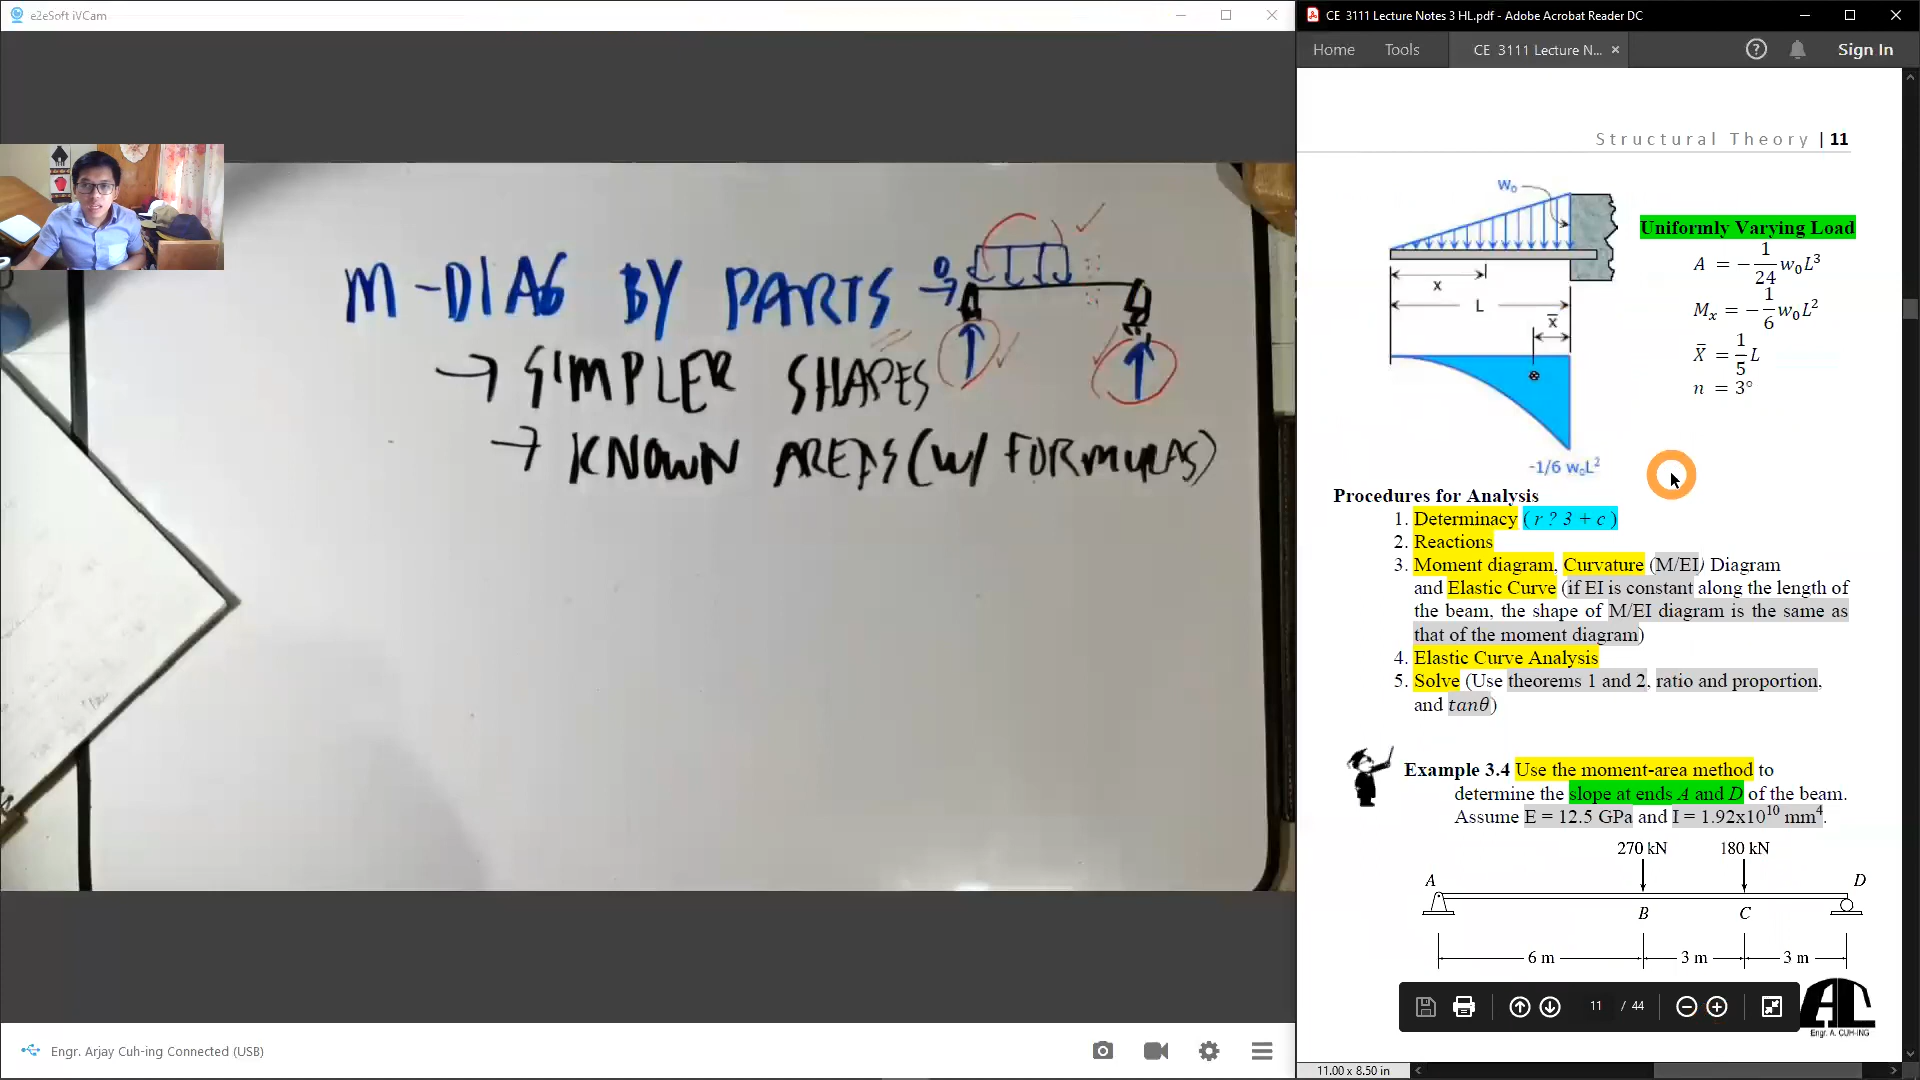 e2eSoft iVCam
CE 3111 Lecture Notes 3 HL.pdf - Adobe Acrobat Reader DC
Home Tools CE 3111 Lecture N... × Sign In
Structural Theory | 11
M-DIAG BY PARTS
→ SIMPLER SHAPES
→ KNOWN AREAS (W/ FORMULAS)
0
W₀
x
L
x̄
-1/6 w₀L²
Uniformly Varying Load
A = -1/24 w₀L³
Mₓ = -1/6 w₀L²
X̄ = 1/5 L
n = 3°
Procedures for Analysis
1. Determinacy ( r ? 3 + c )
2. Reactions
3. Moment diagram, Curvature (M/EI) Diagram
and Elastic Curve (if EI is constant along the length of
the beam, the shape of M/EI diagram is the same as
that of the moment diagram)
4. Elastic Curve Analysis
5. Solve (Use theorems 1 and 2, ratio and proportion,
and tanθ)
Example 3.4 Use the moment-area method to
determine the slope at ends A and D of the beam.
Assume E = 12.5 GPa and I = 1.92x10¹⁰ mm⁴.
270 kN 180 kN
A D
B C
6 m 3 m 3 m
11 / 44
Engr. A. CUH-ING
Engr. Arjay Cuh-ing Connected (USB)
11.00 x 8.50 in